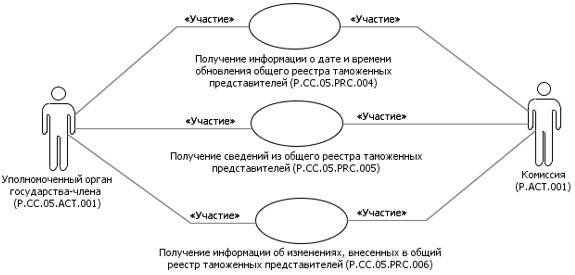 «Участие» «Участие»
Получение информации о дате и времени
обновления общего реестра таможенных
представителей (P.CC.05.PRC.004)
«Участие» «Участие»
Получение сведений из общего реестра таможенных
представителей (P.CC.05.PRC.005)
Уполномоченный орган
государства-члена
(P.CC.05.ACT.001)
Комиссия
(P.ACT.001)
«Участие» «Участие»
Получение информации об изменениях, внесенных в общий
реестр таможенных представителей (P.CC.05.PRC.006)